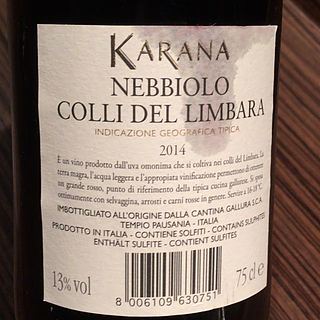 KARANA
NEBBIOLO
COLLI DEL LIMBARA
INDICAZIONE GEOGRAFICA TIPICA
2014
È un vino prodotto dall'uva omonima che si coltiva nei colli del Limbara. La
terra magra, l'acqua leggera e l'appropiata vinificazione permettono di ottenere
un grande rosso, punto di riferimento della tipica cucina gallurese. Si sposa
ottimamente con selvaggina, arrosti e carni rosse in genere. Servire a 16-18°C.
IMBOTTIGLIATO ALL'ORIGINE DALLA CANTINA GALLURA S.C.A.
TEMPIO PAUSANIA - ITALIA
PRODOTTO IN ITALIA - CONTIENE SOLFITI - CONTAINS SULPHITES
ENTHÄLT SULFITE - CONTIENT SULFITES
13% vol
75 cl e
8 006109 630751